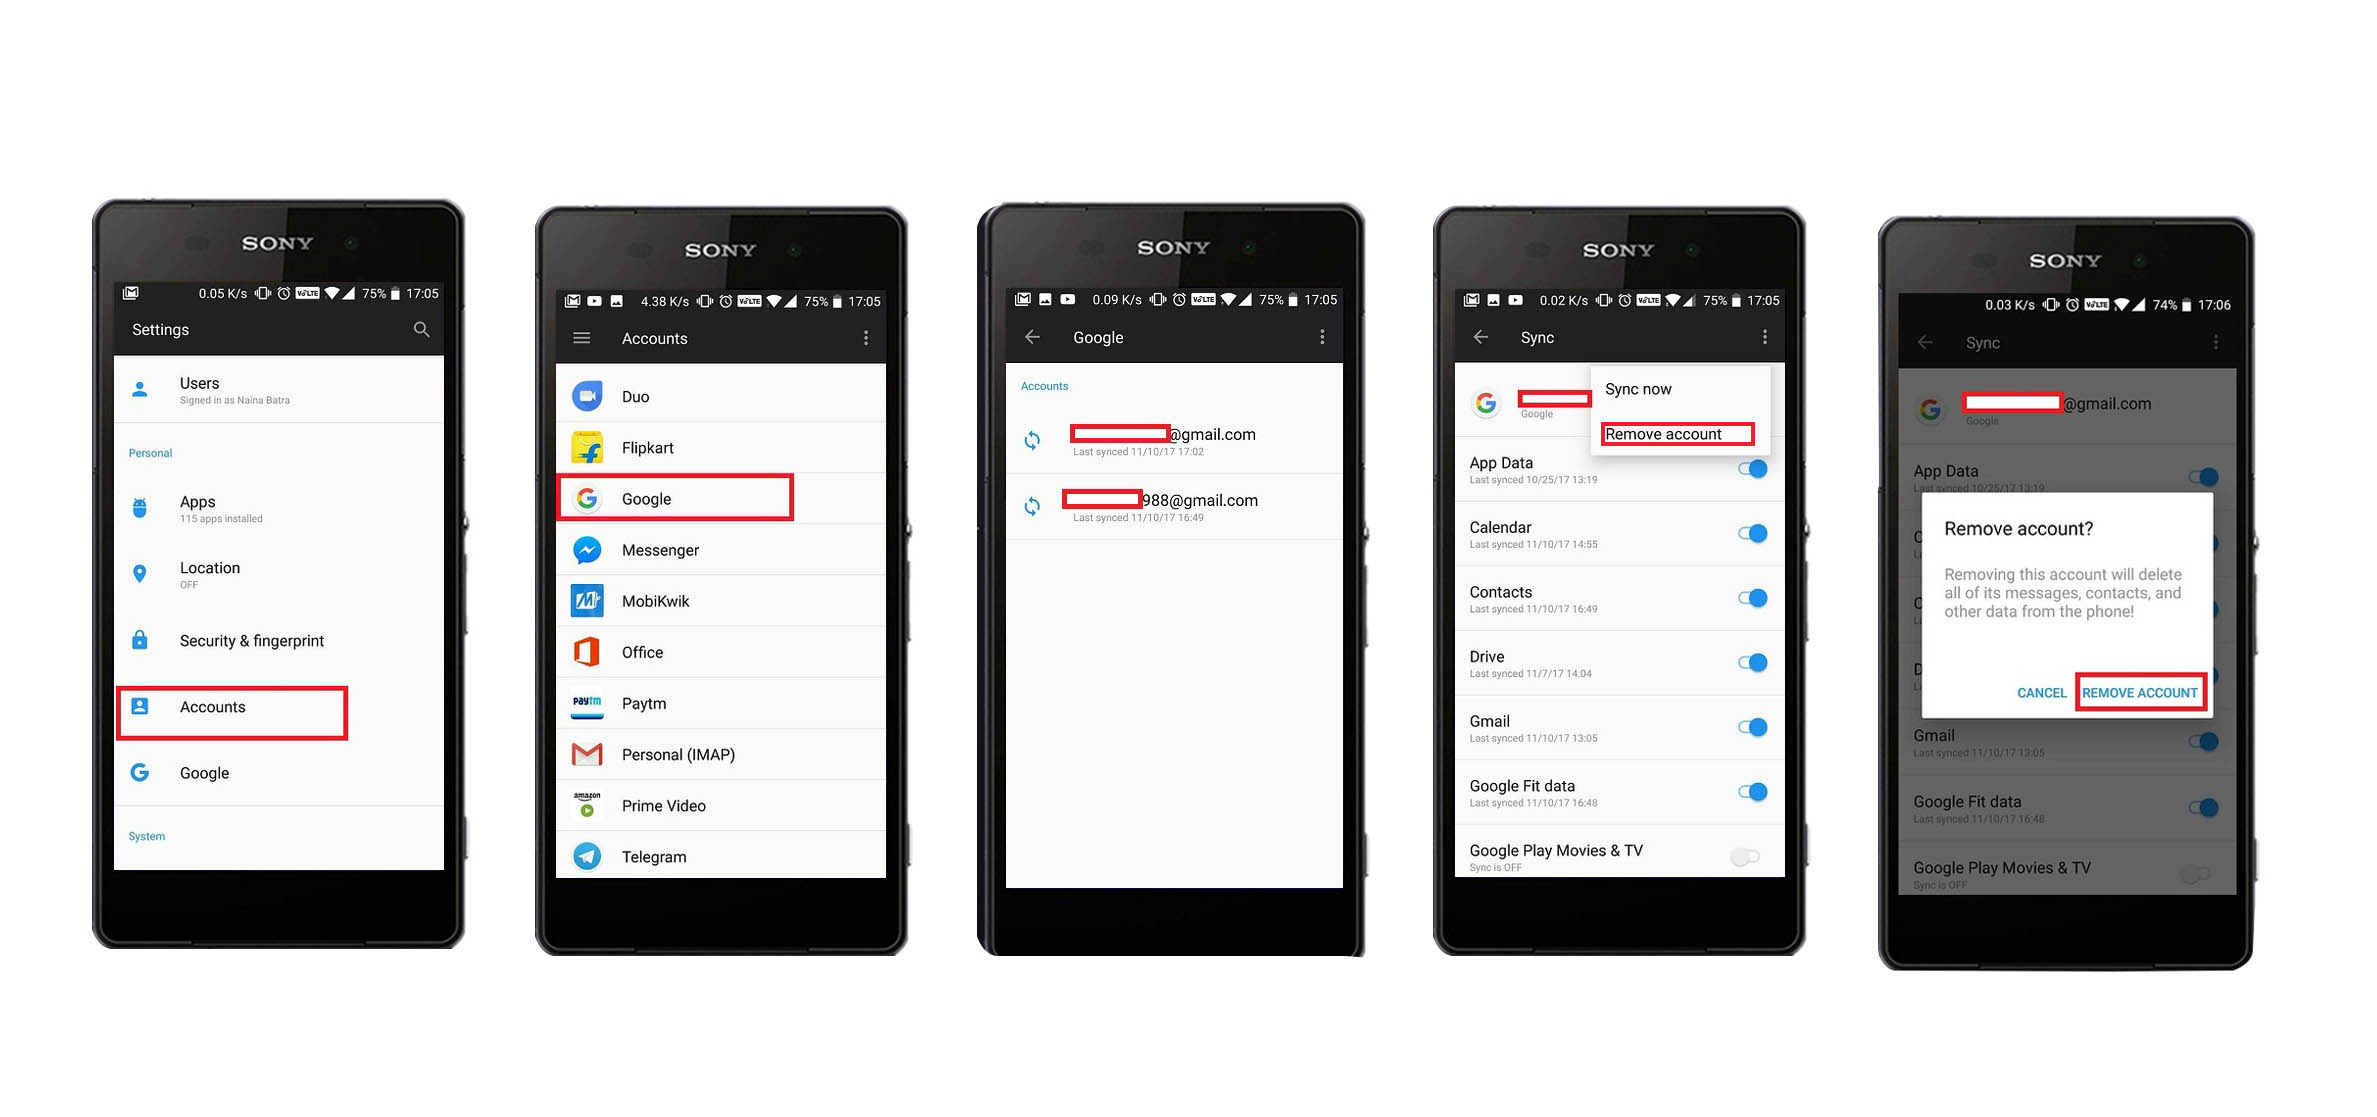 SONY
0.05 K/s VoLTE 75% 17:05
Settings
Users
Signed in as Naina Batra
Personal
Apps
115 apps installed
Location
OFF
Security & fingerprint
Accounts
Google
System
SONY
4.38 K/s VoLTE 75% 17:05
Accounts
Duo
Flipkart
Google
Messenger
MobiKwik
Office
Paytm
Paytm
Personal (IMAP)
amazon
Prime Video
Telegram
SONY
0.09 K/s VoLTE 75% 17:05
Google
Accounts
@gmail.com
Last synced 11/10/17 17:02
988@gmail.com
Last synced 11/10/17 16:49
SONY
0.02 K/s VoLTE 75% 17:05
Sync
Sync now
Google
Remove account
App Data
Last synced 10/25/17 13:19
Calendar
Last synced 11/10/17 14:55
Contacts
Last synced 11/10/17 16:49
Drive
Last synced 11/7/17 14:04
Gmail
Last synced 11/10/17 13:05
Google Fit data
Last synced 11/10/17 16:48
Google Play Movies & TV
Sync is OFF
SONY
0.03 K/s VoLTE 74% 17:06
Sync
@gmail.com
Google
App Data
Last synced 10/25/17 13:19
Remove account?
Removing this account will delete
all of its messages, contacts, and
other data from the phone!
CANCEL REMOVE ACCOUNT
Gmail
Last synced 11/10/17 13:05
Google Fit data
Last synced 11/10/17 16:48
Google Play Movies & TV
Sync is OFF